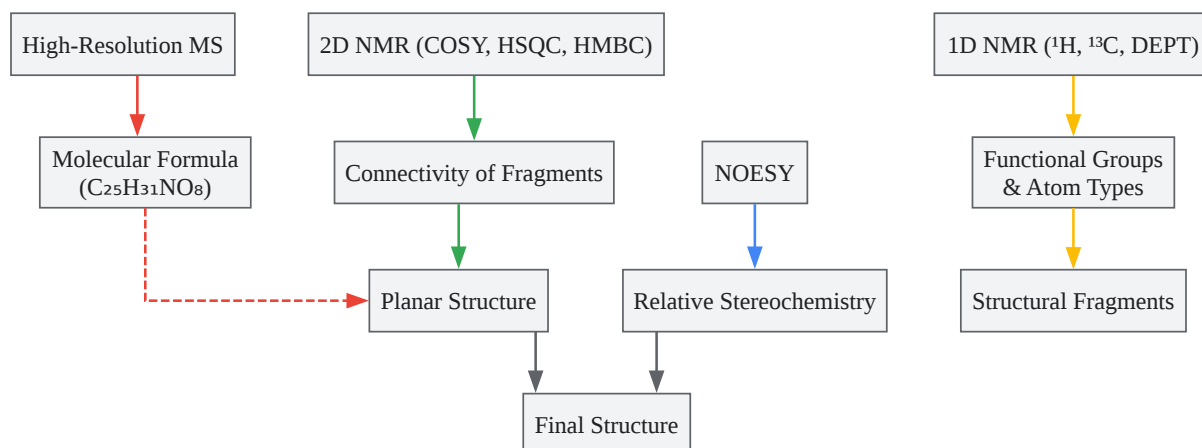 High-Resolution MS
2D NMR (COSY, HSQC, HMBC)
1D NMR (¹H, ¹³C, DEPT)
Molecular Formula
(C₂₅H₃₁NO₈)
Connectivity of Fragments
NOESY
Functional Groups
& Atom Types
Planar Structure
Relative Stereochemistry
Structural Fragments
Final Structure